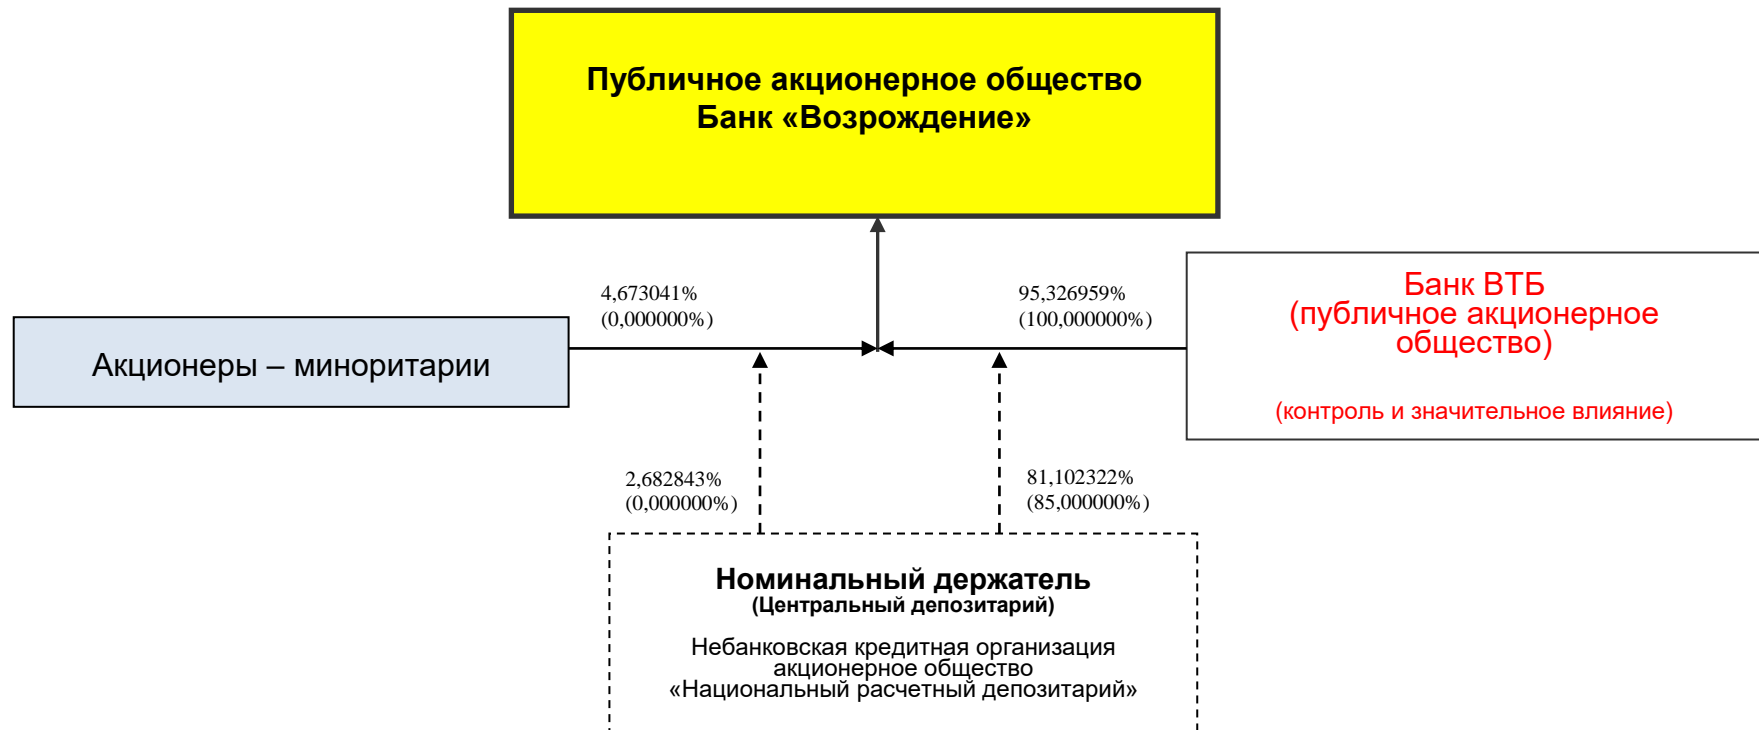 Публичное акционерное общество
Банк «Возрождение»
4,673041%
(0,000000%)
95,326959%
(100,000000%)
Банк ВТБ
(публичное акционерное
общество)
(контроль и значительное влияние)
Акционеры – миноритарии
2,682843%
(0,000000%)
81,102322%
(85,000000%)
Номинальный держатель
(Центральный депозитарий)
Небанковская кредитная организация
акционерное общество
«Национальный расчетный депозитарий»